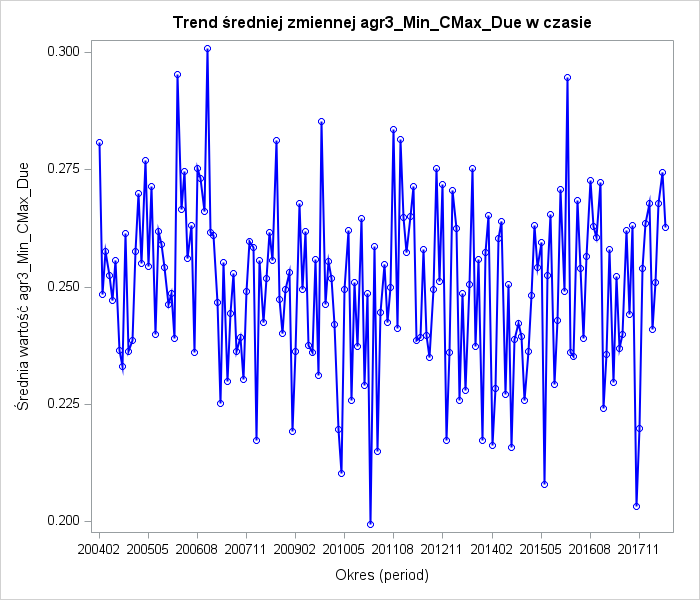 Trend średniej zmiennej agr3_Min_CMax_Due w czasie
Średnia wartość agr3_Min_CMax_Due
0.300
0.275
0.250
0.225
0.200
200402 200505 200608 200711 200902 201005 201108 201211 201402 201505 201608 201711
Okres (period)